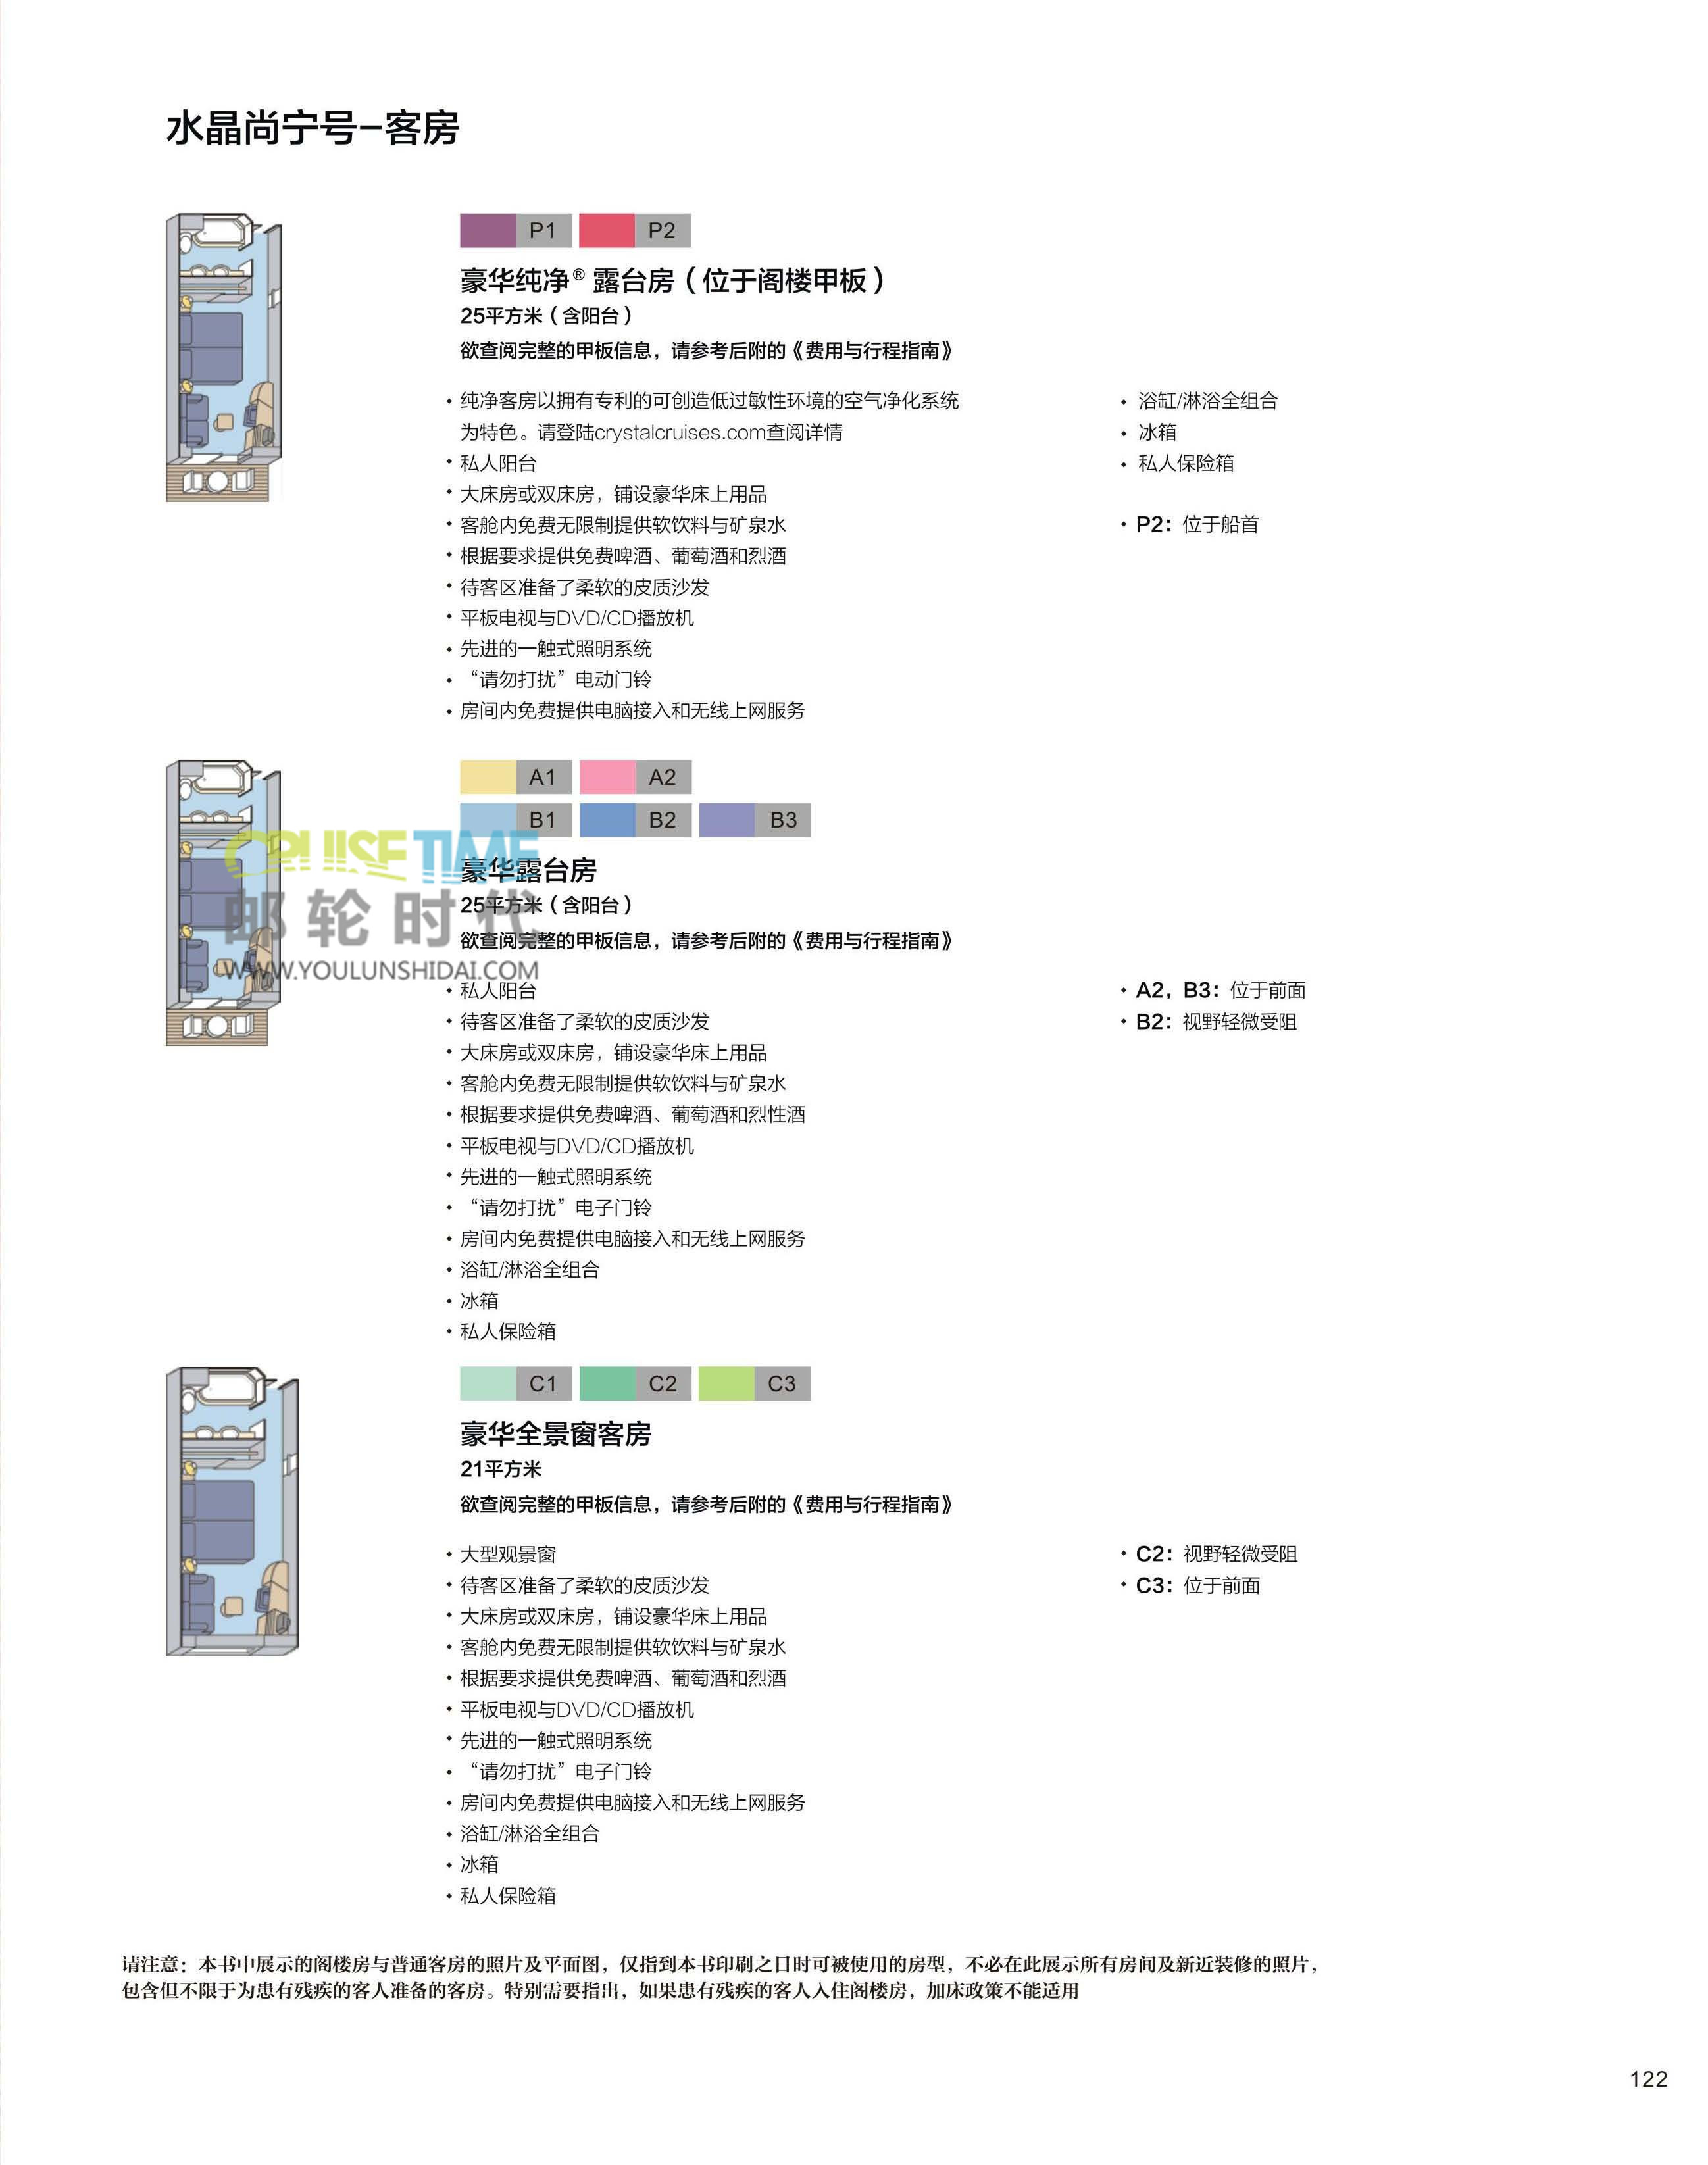 水晶尚宁号–客房
P1 P2
豪华纯净® 露台房（位于阁楼甲板）
25平方米（含阳台）
欲查阅完整的甲板信息，请参考后附的《费用与行程指南》
• 纯净客房以拥有专利的可创造低过敏性环境的空气净化系统
为特色。请登陆crystalcruises.com查阅详情
• 私人阳台
• 大床房或双床房，铺设豪华床上用品
• 客舱内免费无限制提供软饮料与矿泉水
• 根据要求提供免费啤酒、葡萄酒和烈酒
• 待客区准备了柔软的皮质沙发
• 平板电视与DVD/CD播放机
• 先进的一触式照明系统
• “请勿打扰”电动门铃
• 房间内免费提供电脑接入和无线上网服务
• 浴缸/淋浴全组合
• 冰箱
• 私人保险箱
• P2：位于船首
A1 A2
B1 B2 B3
豪华露台房
25平方米（含阳台）
欲查阅完整的甲板信息，请参考后附的《费用与行程指南》
CRUISETIME
邮轮时代
WWW.YOULUNSHIDAI.COM
• 私人阳台
• 待客区准备了柔软的皮质沙发
• 大床房或双床房，铺设豪华床上用品
• 客舱内免费无限制提供软饮料与矿泉水
• 根据要求提供免费啤酒、葡萄酒和烈性酒
• 平板电视与DVD/CD播放机
• 先进的一触式照明系统
• “请勿打扰”电子门铃
• 房间内免费提供电脑接入和无线上网服务
• 浴缸/淋浴全组合
• 冰箱
• 私人保险箱
• A2，B3：位于前面
• B2：视野轻微受阻
C1 C2 C3
豪华全景窗客房
21平方米
欲查阅完整的甲板信息，请参考后附的《费用与行程指南》
• 大型观景窗
• 待客区准备了柔软的皮质沙发
• 大床房或双床房，铺设豪华床上用品
• 客舱内免费无限制提供软饮料与矿泉水
• 根据要求提供免费啤酒、葡萄酒和烈酒
• 平板电视与DVD/CD播放机
• 先进的一触式照明系统
• “请勿打扰”电子门铃
• 房间内免费提供电脑接入和无线上网服务
• 浴缸/淋浴全组合
• 冰箱
• 私人保险箱
• C2：视野轻微受阻
• C3：位于前面
请注意：本书中展示的阁楼房与普通客房的照片及平面图，仅指到本书印刷之日时可被使用的房型，不必在此展示所有房间及新近装修的照片，
包含但不限于为患有残疾的客人准备的客房。特别需要指出，如果患有残疾的客人入住阁楼房，加床政策不能适用
122